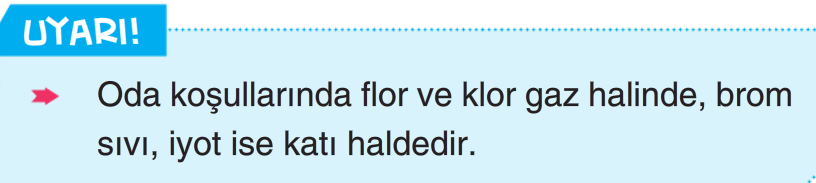 UYARI!
Oda koşullarında flor ve klor gaz halinde, brom
sıvı, iyot ise katı haldedir.